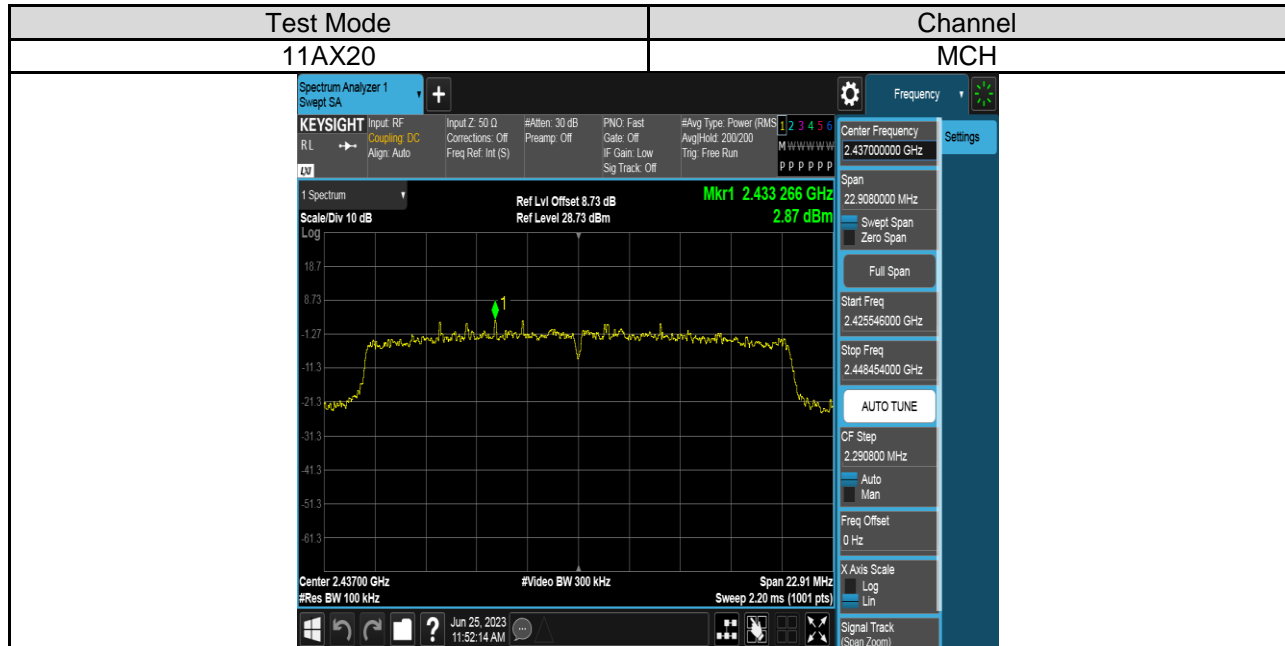 Test Mode Channel
11AX20 MCH
Spectrum Analyzer 1
Swept SA
+
Frequency
KEYSIGHT Input: RF Input Z: 50 Ω #Atten: 30 dB PNO: Fast #Avg Type: Power (RMS 1 2 3 4 5 6
RL Coupling: DC Corrections: Off Preamp: Off Gate: Off Avg|Hold: 200/200 M W W W W W
Align: Auto Freq Ref: Int (S) IF Gain: Low Trig: Free Run
Sig Track: Off P P P P P P
LXI
1 Spectrum
Ref Lvl Offset 8.73 dB
Mkr1 2.433 266 GHz
Scale/Div 10 dB
Ref Level 28.73 dBm
2.87 dBm
Log
18.7
8.73
1
-1.27
-11.3
-21.3
-31.3
-41.3
-51.3
-61.3
Center 2.43700 GHz #Video BW 300 kHz Span 22.91 MHz
#Res BW 100 kHz Sweep 2.20 ms (1001 pts)
?
Jun 25, 2023
11:52:14 AM
Settings
Center Frequency
2.437000000 GHz
Span
22.9080000 MHz
Swept Span
Zero Span
Full Span
Start Freq
2.425546000 GHz
Stop Freq
2.448454000 GHz
AUTO TUNE
CF Step
2.290800 MHz
Auto
Man
Freq Offset
0 Hz
X Axis Scale
Log
Lin
Signal Track
(Span Zoom)